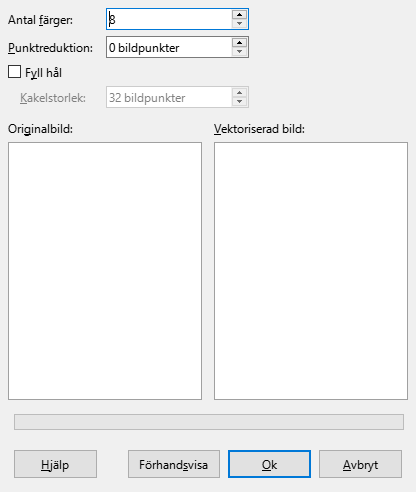 Antal färger: 8
Punktreduktion: 0 bildpunkter
Fyll hål
Kakelstorlek: 32 bildpunkter
Originalbild: Vektoriserad bild:
Hjälp Förhandsvisa Ok Avbryt